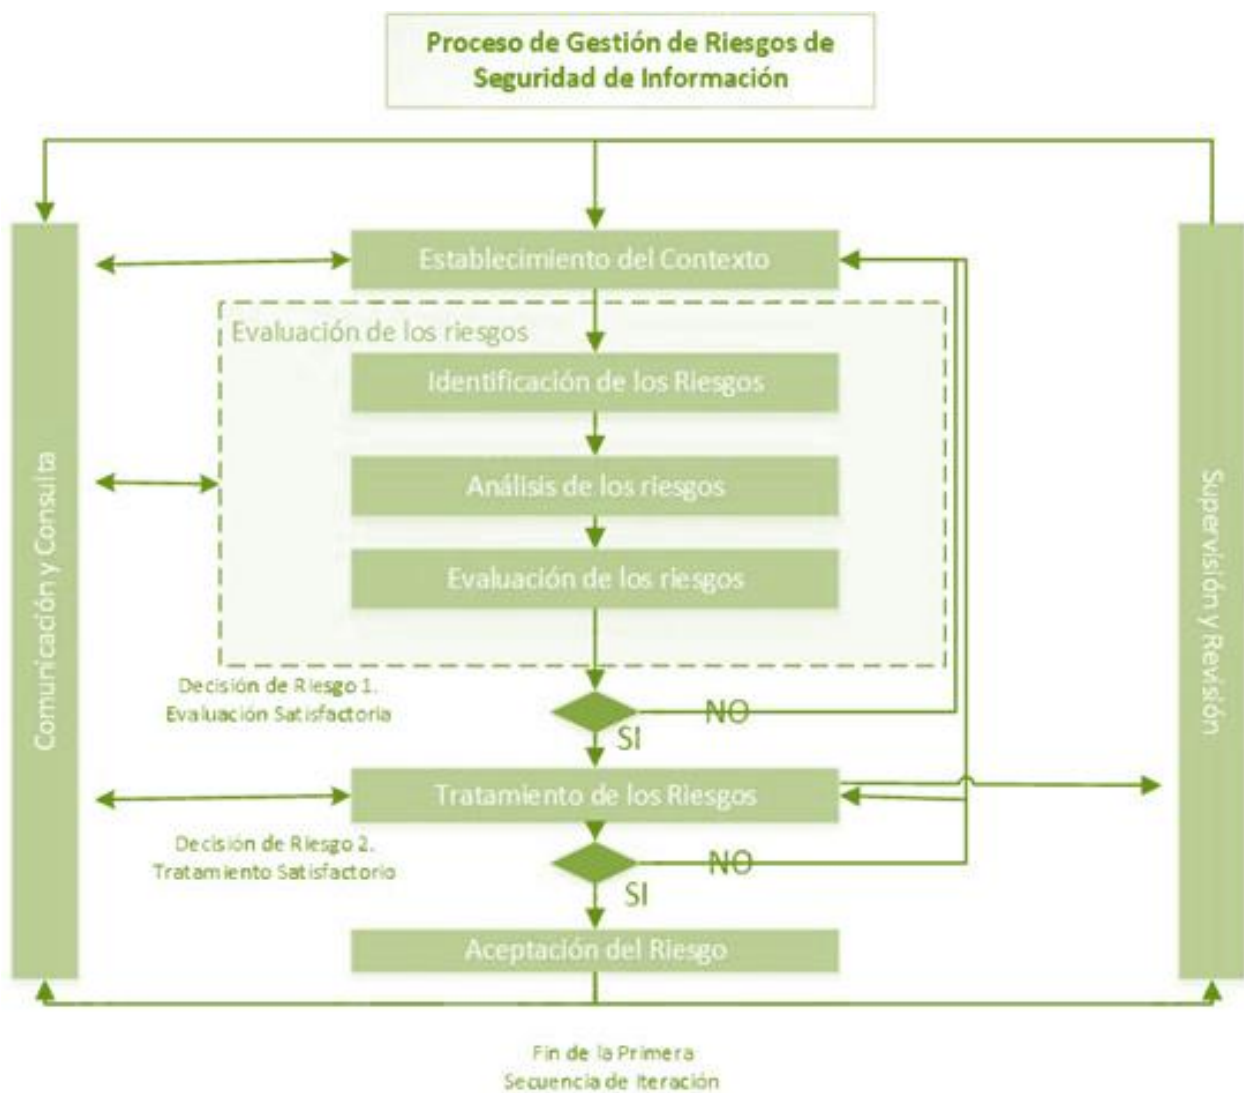 Proceso de Gestión de Riesgos de
Seguridad de Información
Establecimiento del Contexto
Evaluación de los riesgos
Identificación de los Riesgos
Análisis de los riesgos
Evaluación de los riesgos
Comunicación y Consulta
Supervisión y Revisión
Decisión de Riesgo 1.
Evaluación Satisfactoria
NO
SI
Tratamiento de los Riesgos
Decisión de Riesgo 2.
Tratamiento Satisfactorio
NO
SI
Aceptación del Riesgo
Fin de la Primera
Secuencia de Iteración